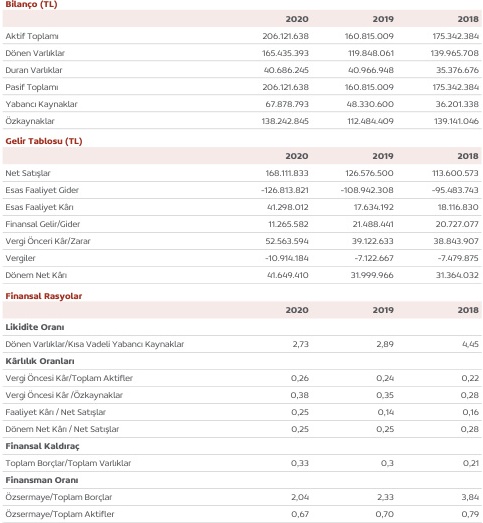 Bilanço (TL)
2020 2019 2018
Aktif Toplamı 206.121.638 160.815.009 175.342.384
Dönen Varlıklar 165.435.393 119.848.061 139.965.708
Duran Varlıklar 40.686.245 40.966.948 35.376.676
Pasif Toplamı 206.121.638 160.815.009 175.342.384
Yabancı Kaynaklar 67.878.793 48.330.600 36.201.338
Özkaynaklar 138.242.845 112.484.409 139.141.046
Gelir Tablosu (TL)
2020 2019 2018
Net Satışlar 168.111.833 126.576.500 113.600.573
Esas Faaliyet Gider -126.813.821 -108.942.308 -95.483.743
Esas Faaliyet Kârı 41.298.012 17.634.192 18.116.830
Finansal Gelir/Gider 11.265.582 21.488.441 20.727.077
Vergi Önceri Kâr/Zarar 52.563.594 39.122.633 38.843.907
Vergiler -10.914.184 -7.122.667 -7.479.875
Dönem Net Kârı 41.649.410 31.999.966 31.364.032
Finansal Rasyolar
2020 2019 2018
Likidite Oranı
Dönen Varlıklar/Kısa Vadeli Yabancı Kaynaklar 2,73 2,89 4,45
Kârlılık Oranları
Vergi Öncesi Kâr/Toplam Aktifler 0,26 0,24 0,22
Vergi Öncesi Kâr /Özkaynaklar 0,38 0,35 0,28
Faaliyet Kârı / Net Satışlar 0,25 0,14 0,16
Dönem Net Kârı / Net Satışlar 0,25 0,25 0,28
Finansal Kaldıraç
Toplam Borçlar/Toplam Varlıklar 0,33 0,3 0,21
Finansman Oranı
Özsermaye/Toplam Borçlar 2,04 2,33 3,84
Özsermaye/Toplam Aktifler 0,67 0,70 0,79